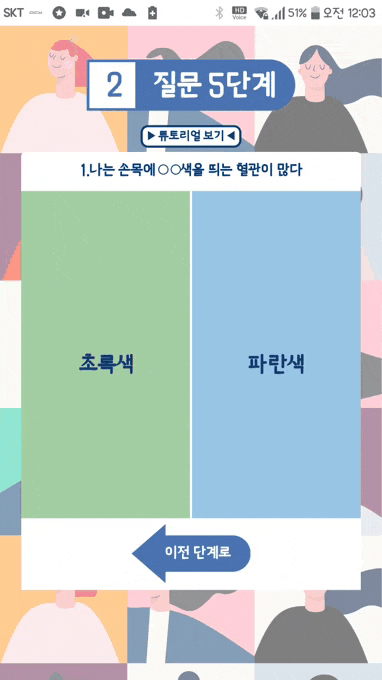 SKT 51% 오전 12:03
HD
Voice
2 질문 5단계
▶ 튜토리얼 보기 ◀
1.나는 손목에 ○○색을 띄는 혈관이 많다
초록색 파란색
이전 단계로